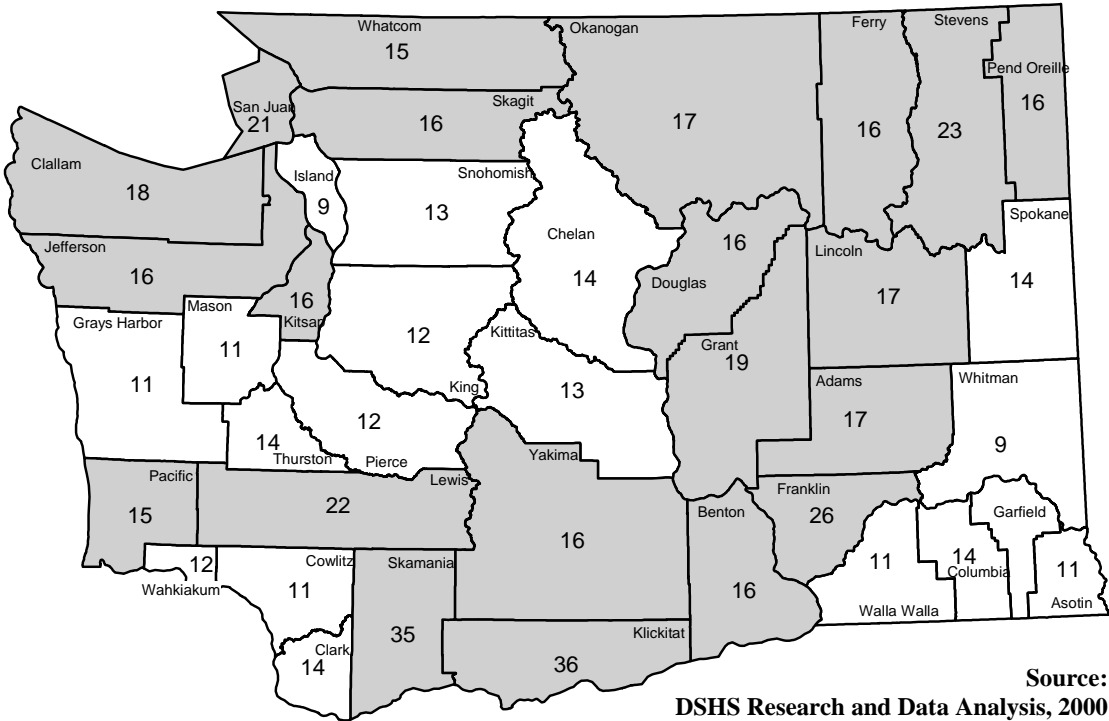 Whatcom
15
Okanogan
17
Ferry
16
Stevens
23
Pend Oreille
16
San Juan
21
Skagit
16
Clallam
18
Island
9
Snohomish
13
Chelan
14
Spokane
14
Jefferson
16
Douglas
16
Lincoln
17
Kitsap
16
Mason
11
Grays Harbor
11
King
12
Kittitas
13
Grant
19
Adams
17
Whitman
9
Thurston
14
Pierce
12
Yakima
16
Lewis
22
Pacific
15
Benton
16
Franklin
26
Garfield
Wahkiakum
12
Cowlitz
11
Skamania
35
Walla Walla
11
Columbia
14
Asotin
11
Clark
14
Klickitat
36
Source:
DSHS Research and Data Analysis, 2000